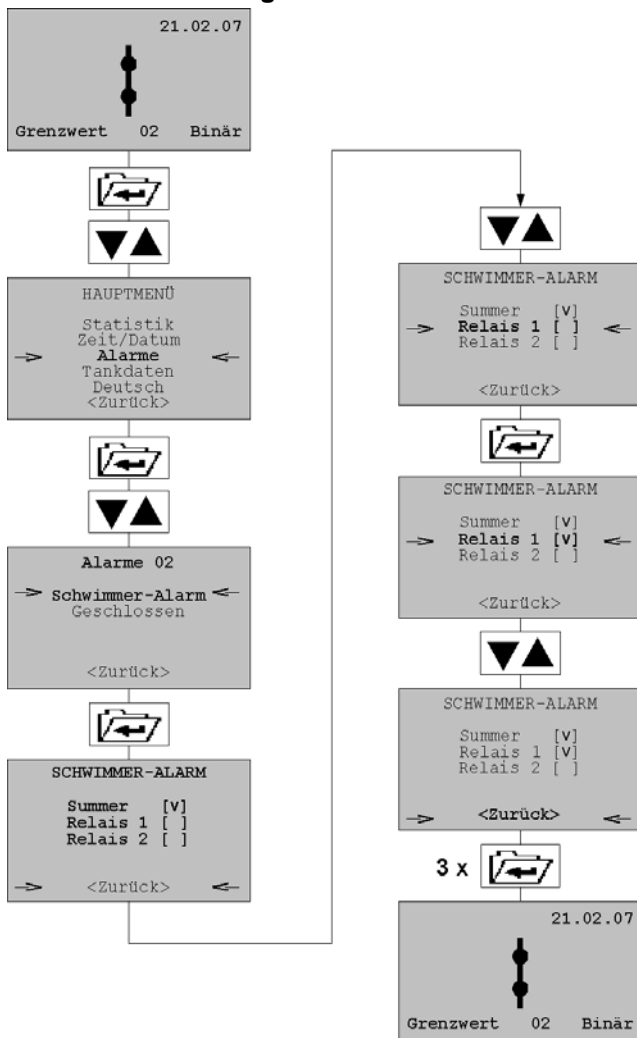 21.02.07
Grenzwert 02 Binär
HAUPTMENÜ
Statistik
Zeit/Datum
Alarme
Tankdaten
Deutsch
<Zurück>
Alarme 02
Schwimmer-Alarm
Geschlossen
<Zurück>
SCHWIMMER-ALARM
Summer [v]
Relais 1 [ ]
Relais 2 [ ]
<Zurück>
SCHWIMMER-ALARM
Summer [v]
Relais 1 [ ]
Relais 2 [ ]
<Zurück>
SCHWIMMER-ALARM
Summer [v]
Relais 1 [v]
Relais 2 [ ]
<Zurück>
SCHWIMMER-ALARM
Summer [v]
Relais 1 [v]
Relais 2 [ ]
<Zurück>
3 x
21.02.07
Grenzwert 02 Binär